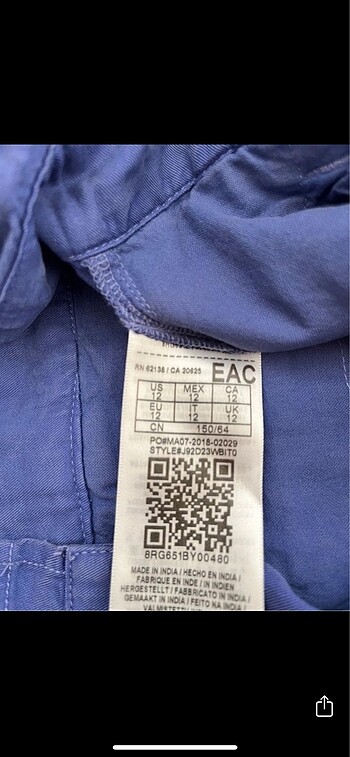 RN 62136 / CA 20625 EAC
US MEX CA
12 12 12
EU IT UK
12 12 12
CN 150/64
PO#MA07-2018-02029
STYLE#J92D23WBIT0
8RG651BY00480
MADE IN INDIA / HECHO EN INDIA /
FABRIQUE EN INDE / IN INDIEN
HERGESTELLT / FABBRICATO IN INDIA /
GEMAAKT IN INDIA / FEITO NA INDIA /